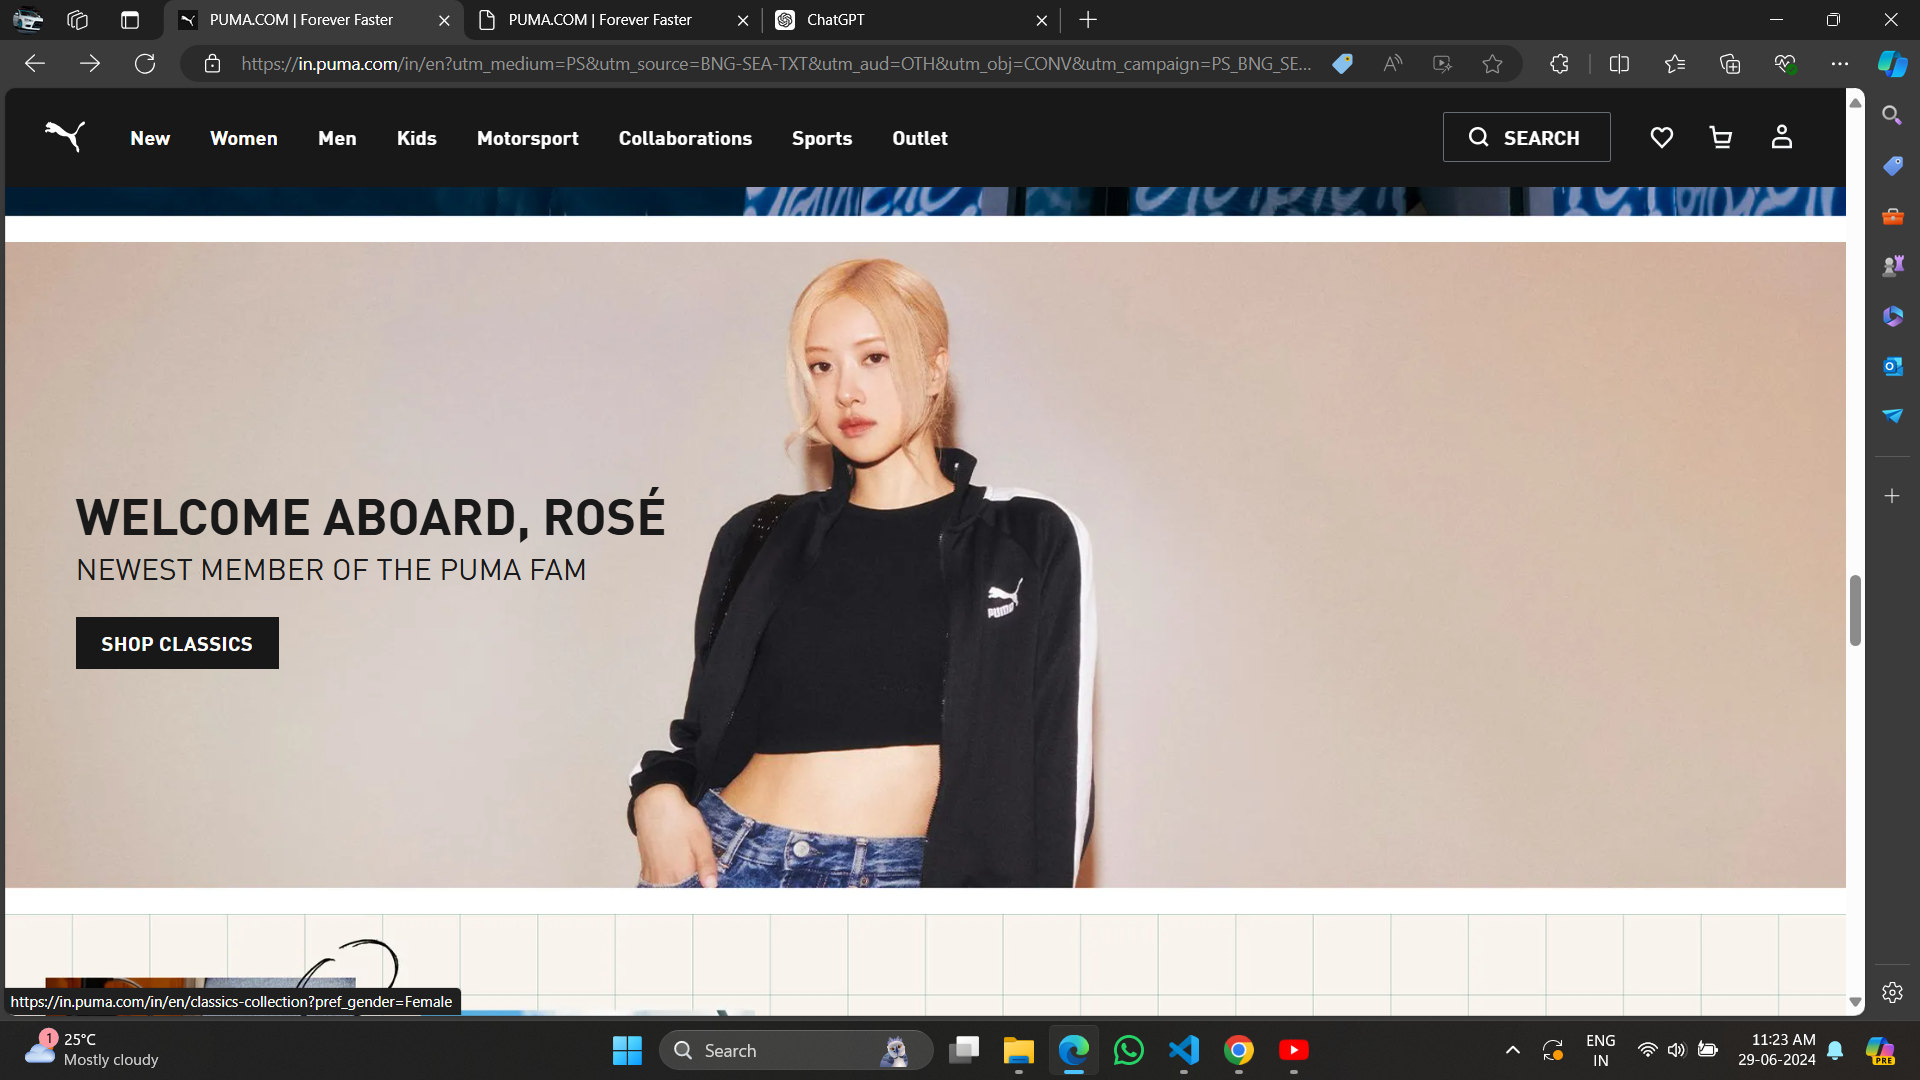 PUMA.COM | Forever Faster
PUMA.COM | Forever Faster
ChatGPT
https://in.puma.com/in/en?utm_medium=PS&utm_source=BNG-SEA-TXT&utm_aud=OTH&utm_obj=CONV&utm_campaign=PS_BNG_SE...
New Women Men Kids Motorsport Collaborations Sports Outlet SEARCH
WELCOME ABOARD, ROSÉ
NEWEST MEMBER OF THE PUMA FAM
SHOP CLASSICS
PUMA
https://in.puma.com/in/en/classics-collection?pref_gender=Female
1
25°C
Mostly cloudy
Search
ENG
IN
11:23 AM
29-06-2024
PRE